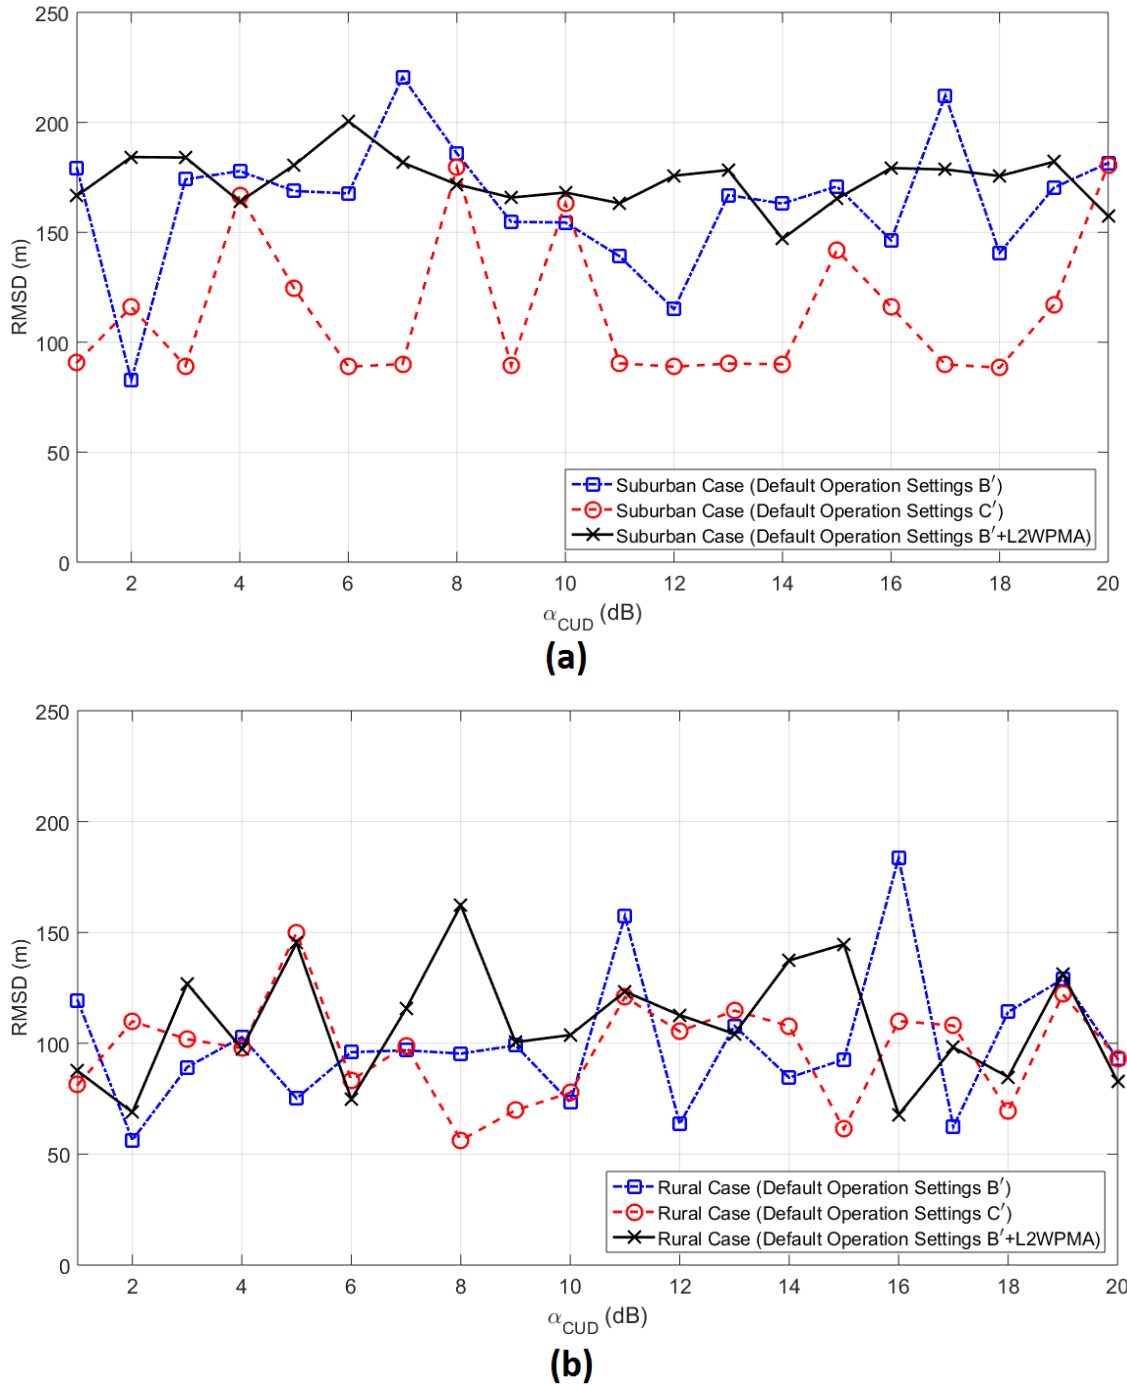 250
200
150
100
50
0
RMSD (m)
Suburban Case (Default Operation Settings B′)
Suburban Case (Default Operation Settings C′)
Suburban Case (Default Operation Settings B′+L2WPMA)
2 4 6 8 10 12 14 16 18 20
αCUD (dB)
(a)
250
200
150
100
50
0
RMSD (m)
Rural Case (Default Operation Settings B′)
Rural Case (Default Operation Settings C′)
Rural Case (Default Operation Settings B′+L2WPMA)
2 4 6 8 10 12 14 16 18 20
αCUD (dB)
(b)